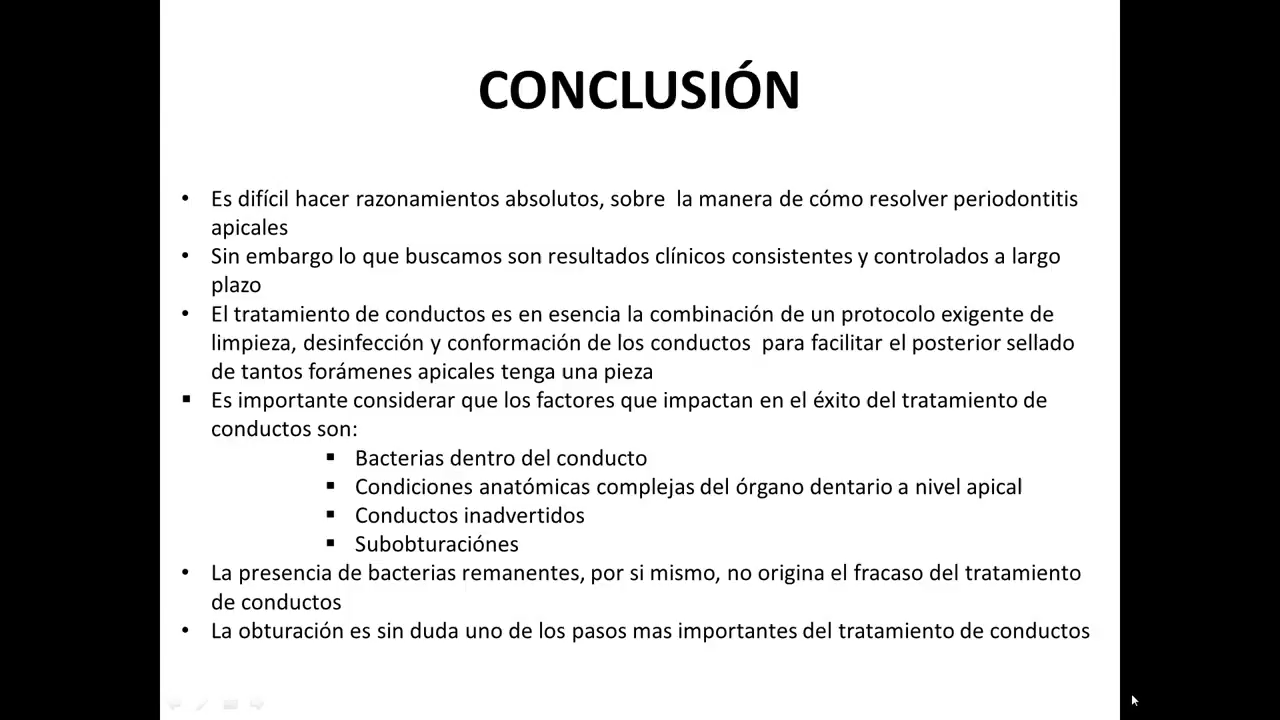 CONCLUSIÓN
• Es difícil hacer razonamientos absolutos, sobre la manera de cómo resolver periodontitis
apicales
• Sin embargo lo que buscamos son resultados clínicos consistentes y controlados a largo
plazo
• El tratamiento de conductos es en esencia la combinación de un protocolo exigente de
limpieza, desinfección y conformación de los conductos para facilitar el posterior sellado
de tantos forámenes apicales tenga una pieza
▪ Es importante considerar que los factores que impactan en el éxito del tratamiento de
conductos son:
▪ Bacterias dentro del conducto
▪ Condiciones anatómicas complejas del órgano dentario a nivel apical
▪ Conductos inadvertidos
▪ Subobturaciónes
• La presencia de bacterias remanentes, por si mismo, no origina el fracaso del tratamiento
de conductos
• La obturación es sin duda uno de los pasos mas importantes del tratamiento de conductos